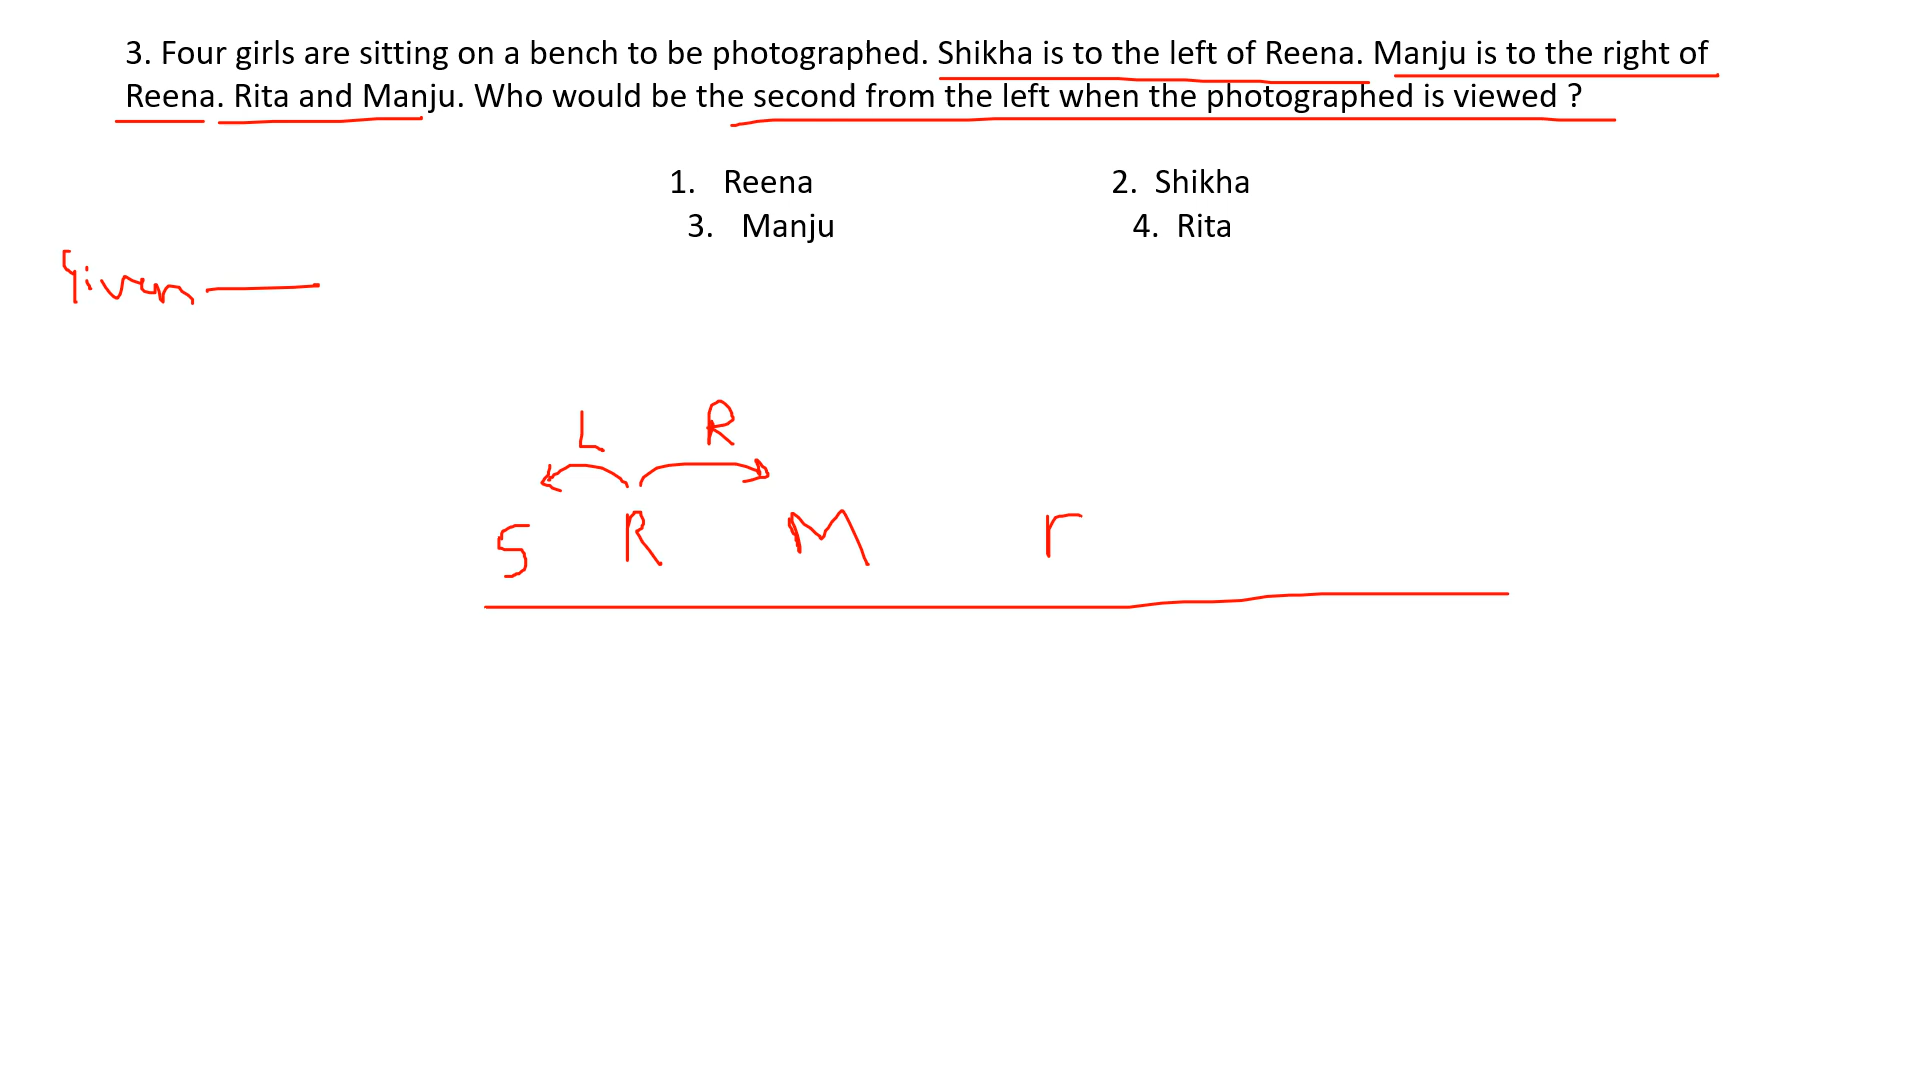 3. Four girls are sitting on a bench to be photographed. Shikha is to the left of Reena. Manju is to the right of
Reena. Rita and Manju. Who would be the second from the left when the photographed is viewed ?
1. Reena 2. Shikha
3. Manju 4. Rita
Given
L R
S R M r